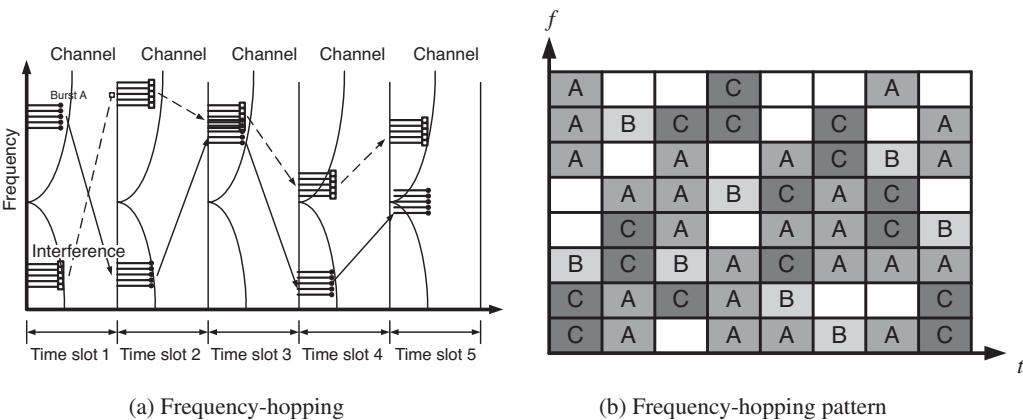 Channel Channel Channel Channel Channel
Burst A
Frequency
Interference
Time slot 1 Time slot 2 Time slot 3 Time slot 4 Time slot 5
(a) Frequency-hopping
f
A C A
A B C C C A
A A A C B A
A A B C A C
C A A A C B
B C B A C A A A
C A C A B C
C A A A B A C
t
(b) Frequency-hopping pattern